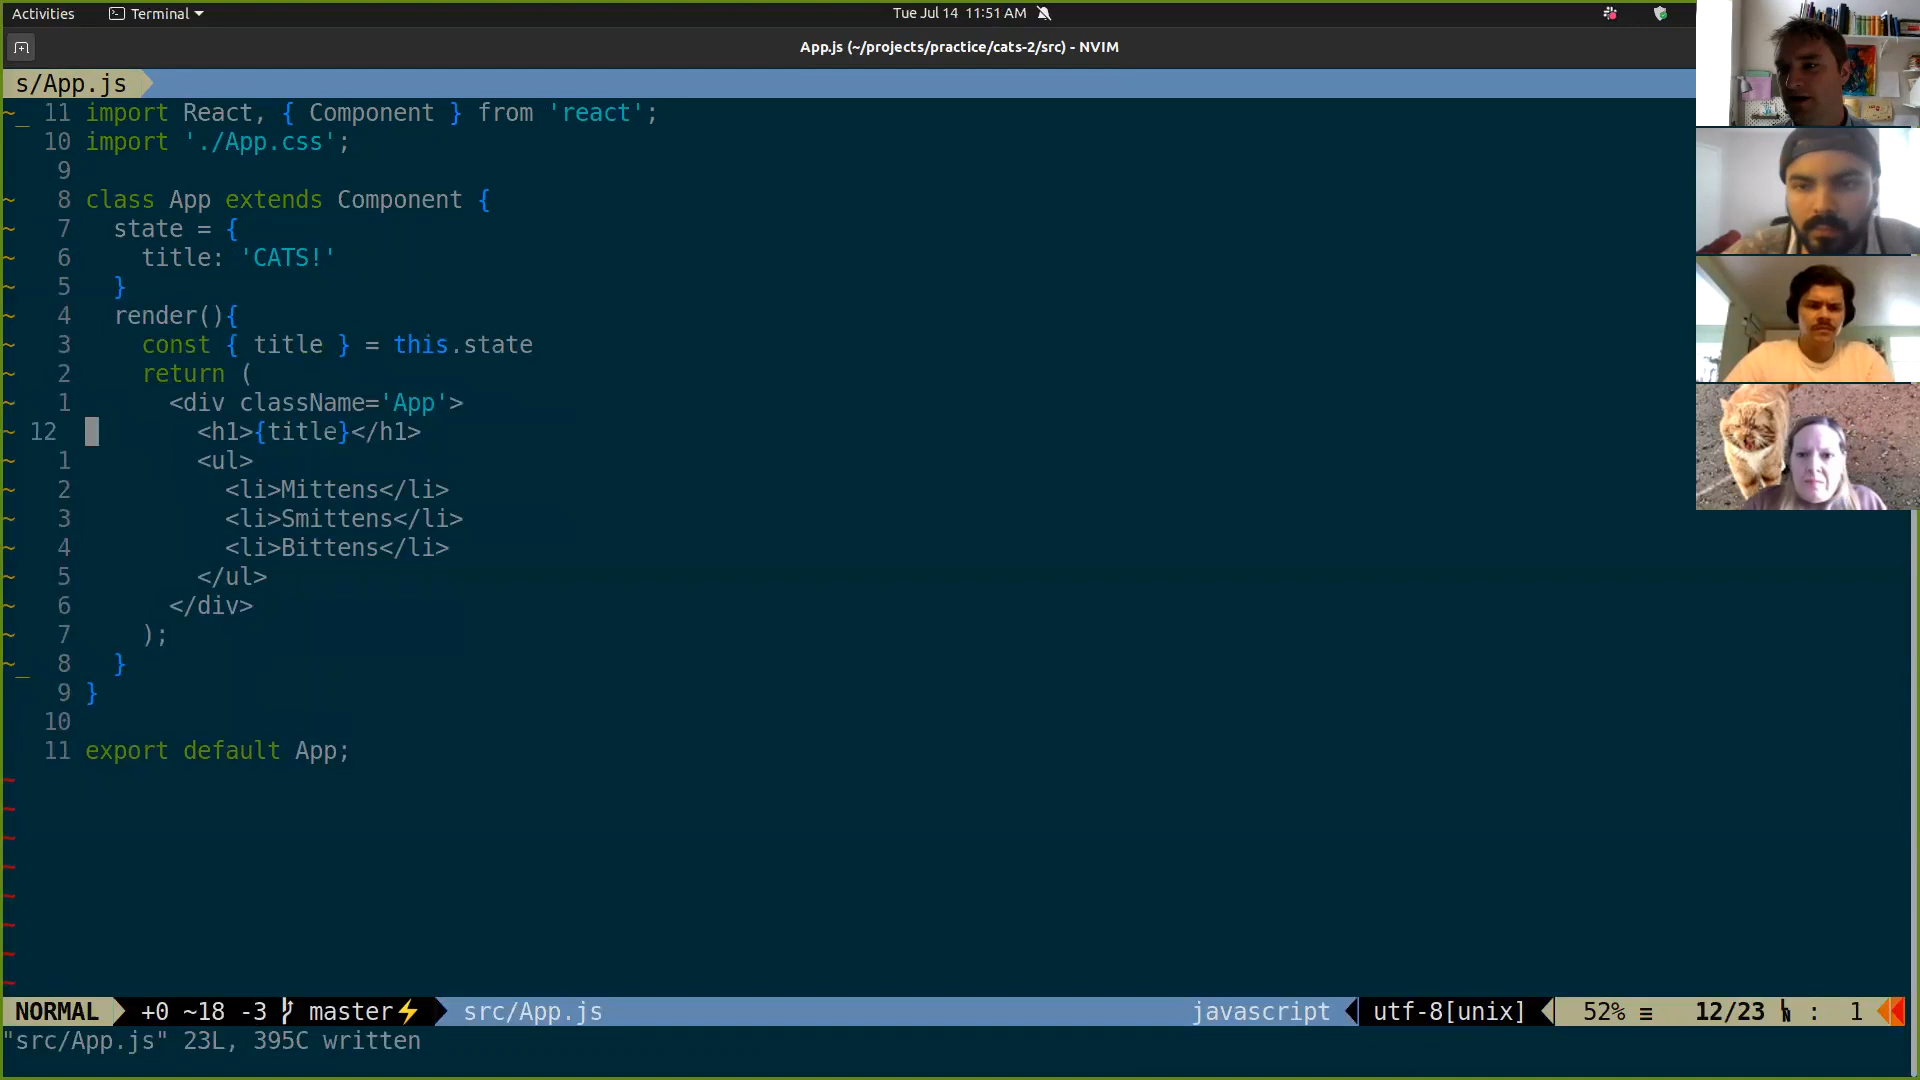 Activities Terminal Tue Jul 14 11:51 AM
App.js (~/projects/practice/cats-2/src) - NVIM
s/App.js
~ 11 import React, { Component } from 'react';
10 import './App.css';
9
~ 8 class App extends Component {
~ 7 state = {
~ 6 title: 'CATS!'
~ 5 }
~ 4 render(){
~ 3 const { title } = this.state
~ 2 return (
~ 1 <div className='App'>
~ 12 <h1>{title}</h1>
~ 1 <ul>
~ 2 <li>Mittens</li>
~ 3 <li>Smittens</li>
~ 4 <li>Bittens</li>
~ 5 </ul>
~ 6 </div>
~ 7 );
~ 8 }
9 }
10
11 export default App;
~
~
~
~
~
~
~
~
NORMAL +0 ~18 -3 master⚡ src/App.js javascript utf-8[unix] 52% ≡ 12/23 : 1
"src/App.js" 23L, 395C written